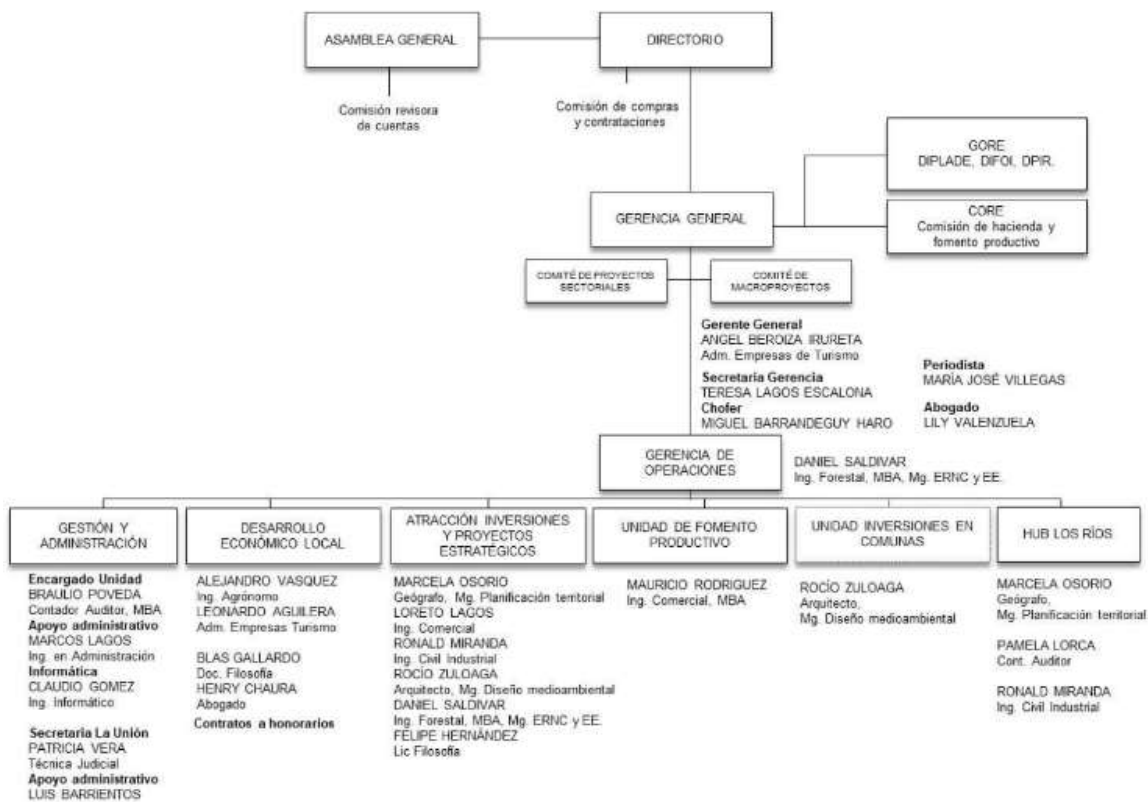 ASAMBLEA GENERAL
DIRECTORIO
Comisión revisora
de cuentas
Comisión de compras
y contrataciones
GORE
DIPLADE, DIFOI, DPIR.
GERENCIA GENERAL
CORE
Comisión de hacienda y
fomento productivo
COMITÉ DE PROYECTOS
SECTORIALES
COMITÉ DE
MACROPROYECTOS
Gerente General
ANGEL BEROIZA IRURETA
Adm. Empresas de Turismo
Secretaria Gerencia
TERESA LAGOS ESCALONA
Chofer
MIGUEL BARRANDEGUY HARO
Periodista
MARÍA JOSÉ VILLEGAS
Abogado
LILY VALENZUELA
GERENCIA DE
OPERACIONES
DANIEL SALDIVAR
Ing. Forestal, MBA, Mg. ERNC y EE.
GESTIÓN Y
ADMINISTRACIÓN
Encargado Unidad
BRAULIO POVEDA
Contador Auditor, MBA
Apoyo administrativo
MARCOS LAGOS
Ing. en Administración
Informática
CLAUDIO GOMEZ
Ing. Informático
Secretaria La Unión
PATRICIA VERA
Técnica Judicial
Apoyo administrativo
LUIS BARRIENTOS
DESARROLLO
ECONÓMICO LOCAL
ALEJANDRO VASQUEZ
Ing. Agrónomo
LEONARDO AGUILERA
Adm. Empresas Turismo
BLAS GALLARDO
Doc. Filosofía
HENRY CHAURA
Abogado
Contratos a honorarios
ATRACCIÓN INVERSIONES
Y PROYECTOS
ESTRATÉGICOS
MARCELA OSORIO
Geógrafo, Mg. Planificación territorial
LORETO LAGOS
Ing. Comercial
RONALD MIRANDA
Ing. Civil Industrial
ROCÍO ZULOAGA
Arquitecto, Mg. Diseño medioambiental
DANIEL SALDIVAR
Ing. Forestal, MBA, Mg. ERNC y EE.
FELIPE HERNÁNDEZ
Lic Filosofía
UNIDAD DE FOMENTO
PRODUCTIVO
MAURICIO RODRIGUEZ
Ing. Comercial, MBA
UNIDAD INVERSIONES EN
COMUNAS
ROCÍO ZULOAGA
Arquitecto,
Mg. Diseño medioambiental
HUB LOS RÍOS
MARCELA OSORIO
Geógrafo,
Mg. Planificación territorial
PAMELA LORCA
Cont. Auditor
RONALD MIRANDA
Ing. Civil Industrial